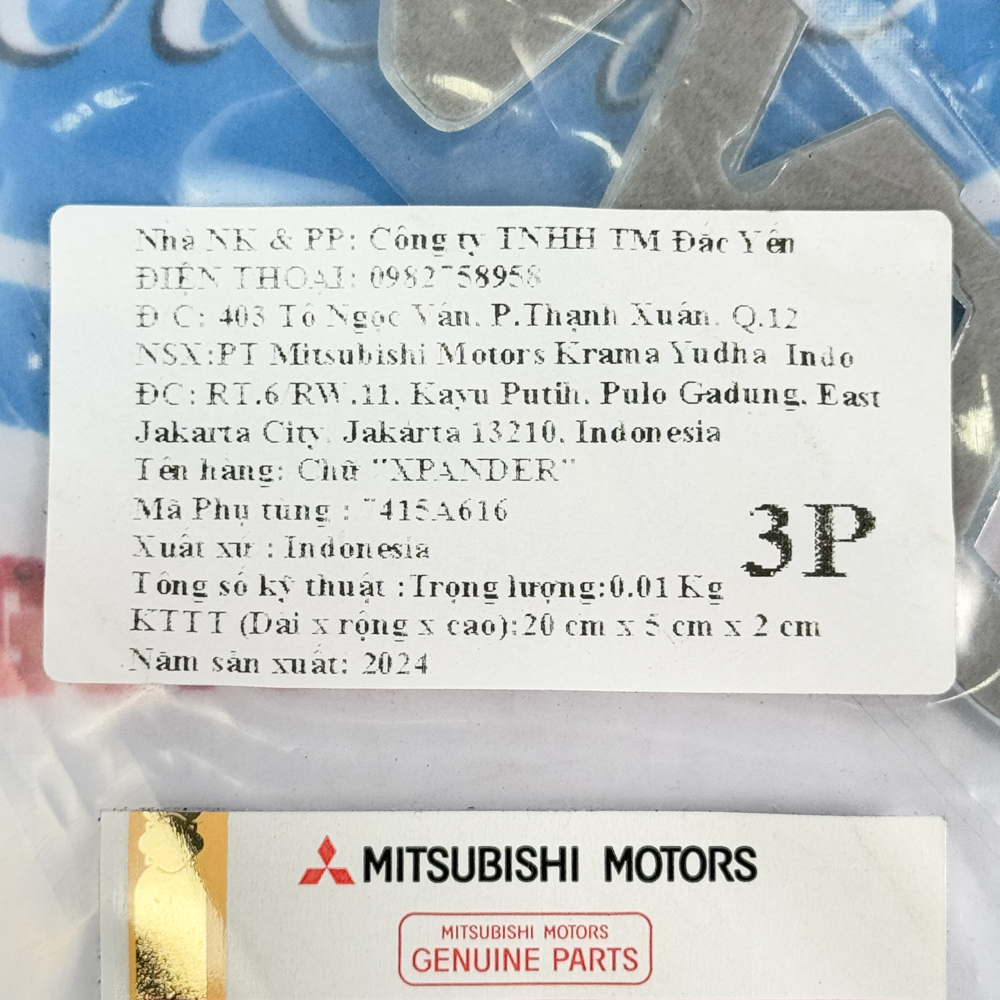 Nhà NK & PP: Công ty TNHH TM Đắc Yến
ĐIỆN THOẠI: 0982758958
ĐC: 403 Tô Ngọc Vân, P.Thạnh Xuân, Q.12
NSX:PT Mitsubishi Motors Krama Yudha Indo
ĐC: RT.6/RW.11, Kayu Putih, Pulo Gadung, East
Jakarta City, Jakarta 13210, Indonesia
Tên hàng: Chữ "XPANDER"
Mã Phụ tùng : 7415A616
3P
Xuất xứ : Indonesia
Tổng số kỹ thuật :Trọng lượng:0.01 Kg
KTTT (Dài x rộng x cao):20 cm x 5 cm x 2 cm
Năm sản xuất: 2024
MITSUBISHI MOTORS
MITSUBISHI MOTORS
GENUINE PARTS